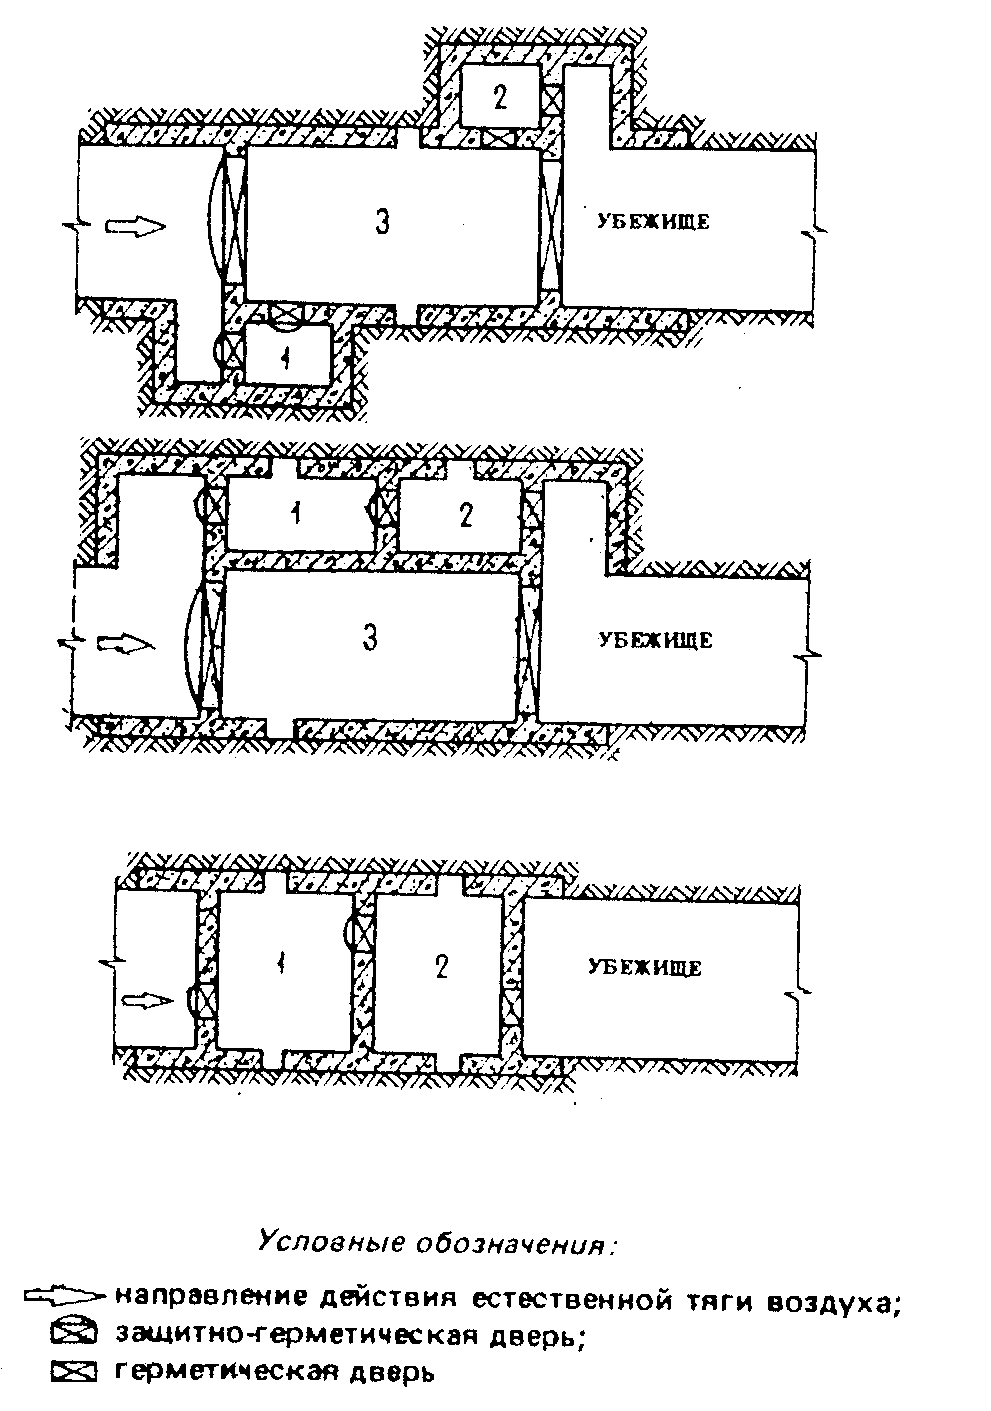 2
3
УБЕЖИЩЕ
1
1
2
3
УБЕЖИЩЕ
1
2
УБЕЖИЩЕ
Условные обозначения:
направление действия естественной тяги воздуха;
защитно-герметическая дверь;
герметическая дверь